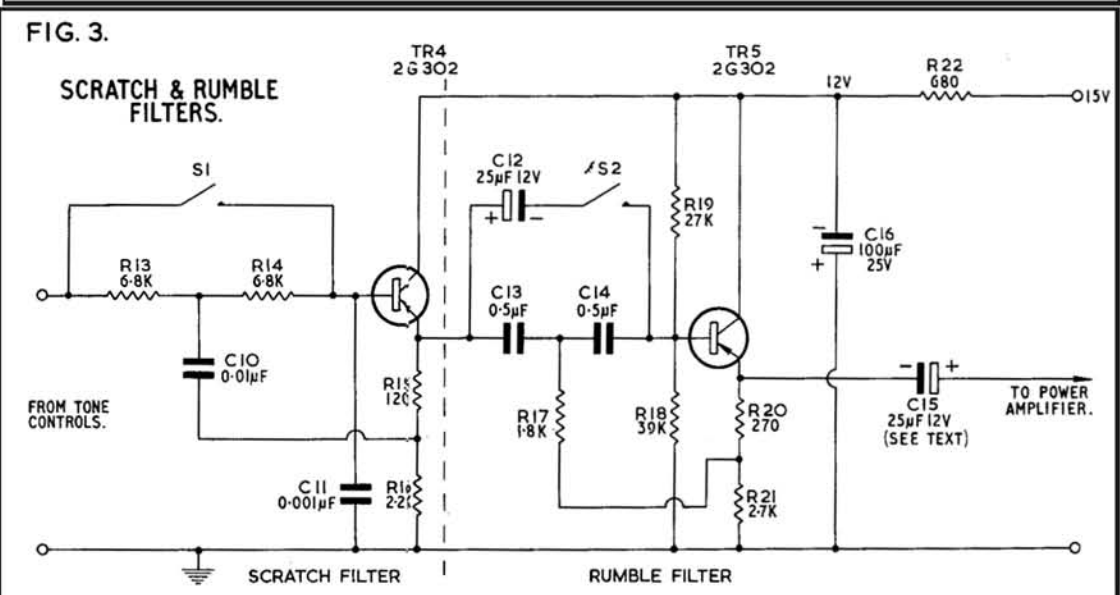 FIG. 3.
SCRATCH & RUMBLE
FILTERS.
TR4
2G302
TR5
2G302
12V
R22
680
15V
S1
C12
25µF 12V
+ -
S2
R19
27K
-
+
C16
100µF
25V
R13
6.8K
R14
6.8K
C13
0.5µF
C14
0.5µF
C10
0.01µF
120
R17
1.8K
R18
39K
R20
270
- +
C15
25µF 12V
(SEE TEXT)
TO POWER
AMPLIFIER.
FROM TONE
CONTROLS.
C11
0.001µF
R21
2.7K
SCRATCH FILTER
RUMBLE FILTER